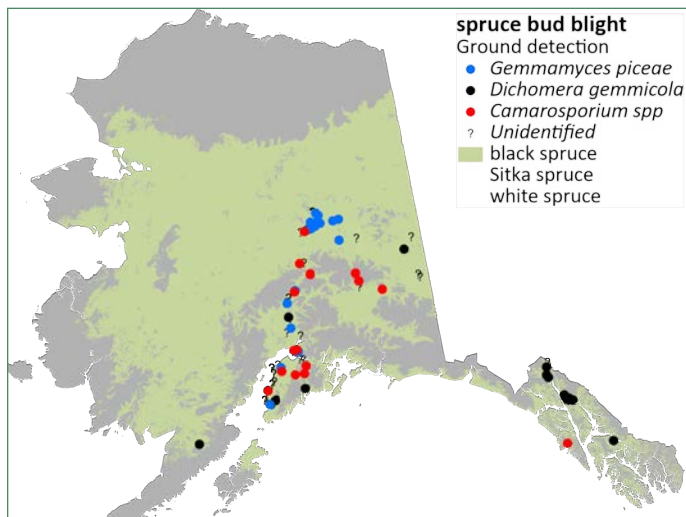 spruce bud blight
Ground detection
Gemmamyces piceae
Dichomera gemmicola
Camarosporium spp
? Unidentified
black spruce
Sitka spruce
white spruce